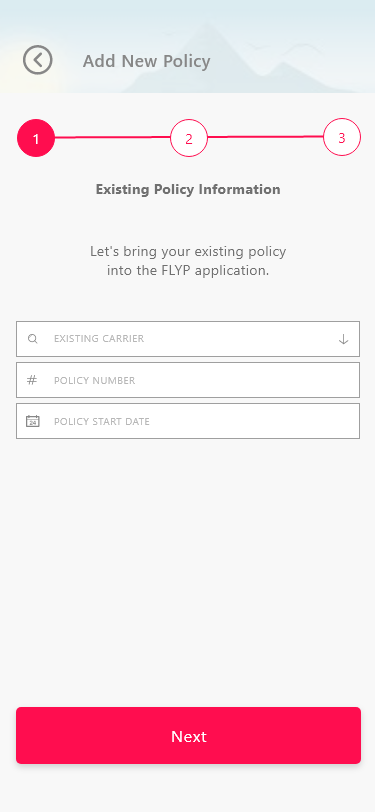 Add New Policy
1
2
3
Existing Policy Information
Let's bring your existing policy
into the FLYP application.
EXISTING CARRIER
# POLICY NUMBER
24 POLICY START DATE
Next